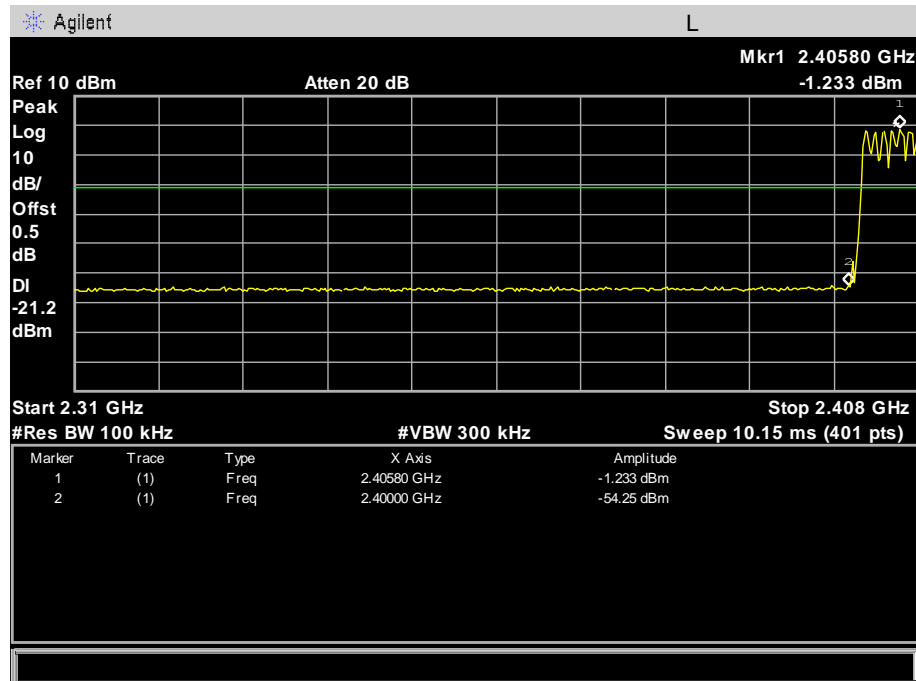 Agilent L
Mkr1 2.40580 GHz
Ref 10 dBm Atten 20 dB -1.233 dBm
Peak
Log
10
dB/
Offst
0.5
dB
DI
-21.2
dBm
1
2
Start 2.31 GHz Stop 2.408 GHz
#Res BW 100 kHz #VBW 300 kHz Sweep 10.15 ms (401 pts)
Marker Trace Type X Axis Amplitude
1 (1) Freq 2.40580 GHz -1.233 dBm
2 (1) Freq 2.40000 GHz -54.25 dBm